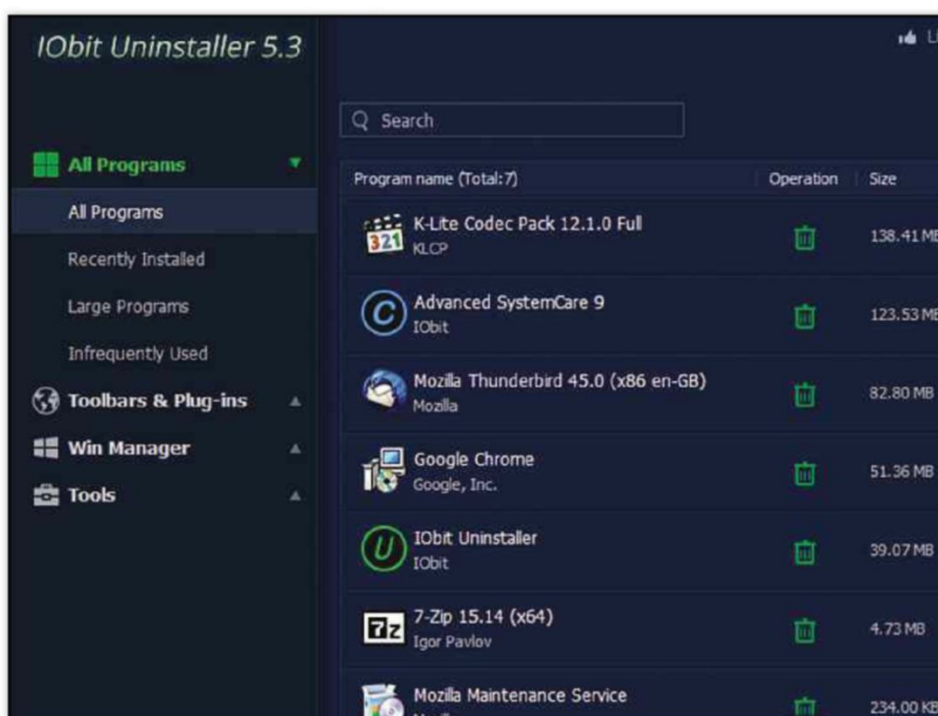 IObit Uninstaller 5.3
Search
All Programs
All Programs
Recently Installed
Large Programs
Infrequently Used
Toolbars & Plug-ins
Win Manager
Tools
Program name (Total:7) Operation Size
K-Lite Codec Pack 12.1.0 Full
KLCP
138.41 MB
Advanced SystemCare 9
IObit
123.53 MB
Mozilla Thunderbird 45.0 (x86 en-GB)
Mozilla
82.80 MB
Google Chrome
Google, Inc.
51.36 MB
IObit Uninstaller
IObit
39.07 MB
7-Zip 15.14 (x64)
Igor Pavlov
4.73 MB
Mozilla Maintenance Service
234.00 KB